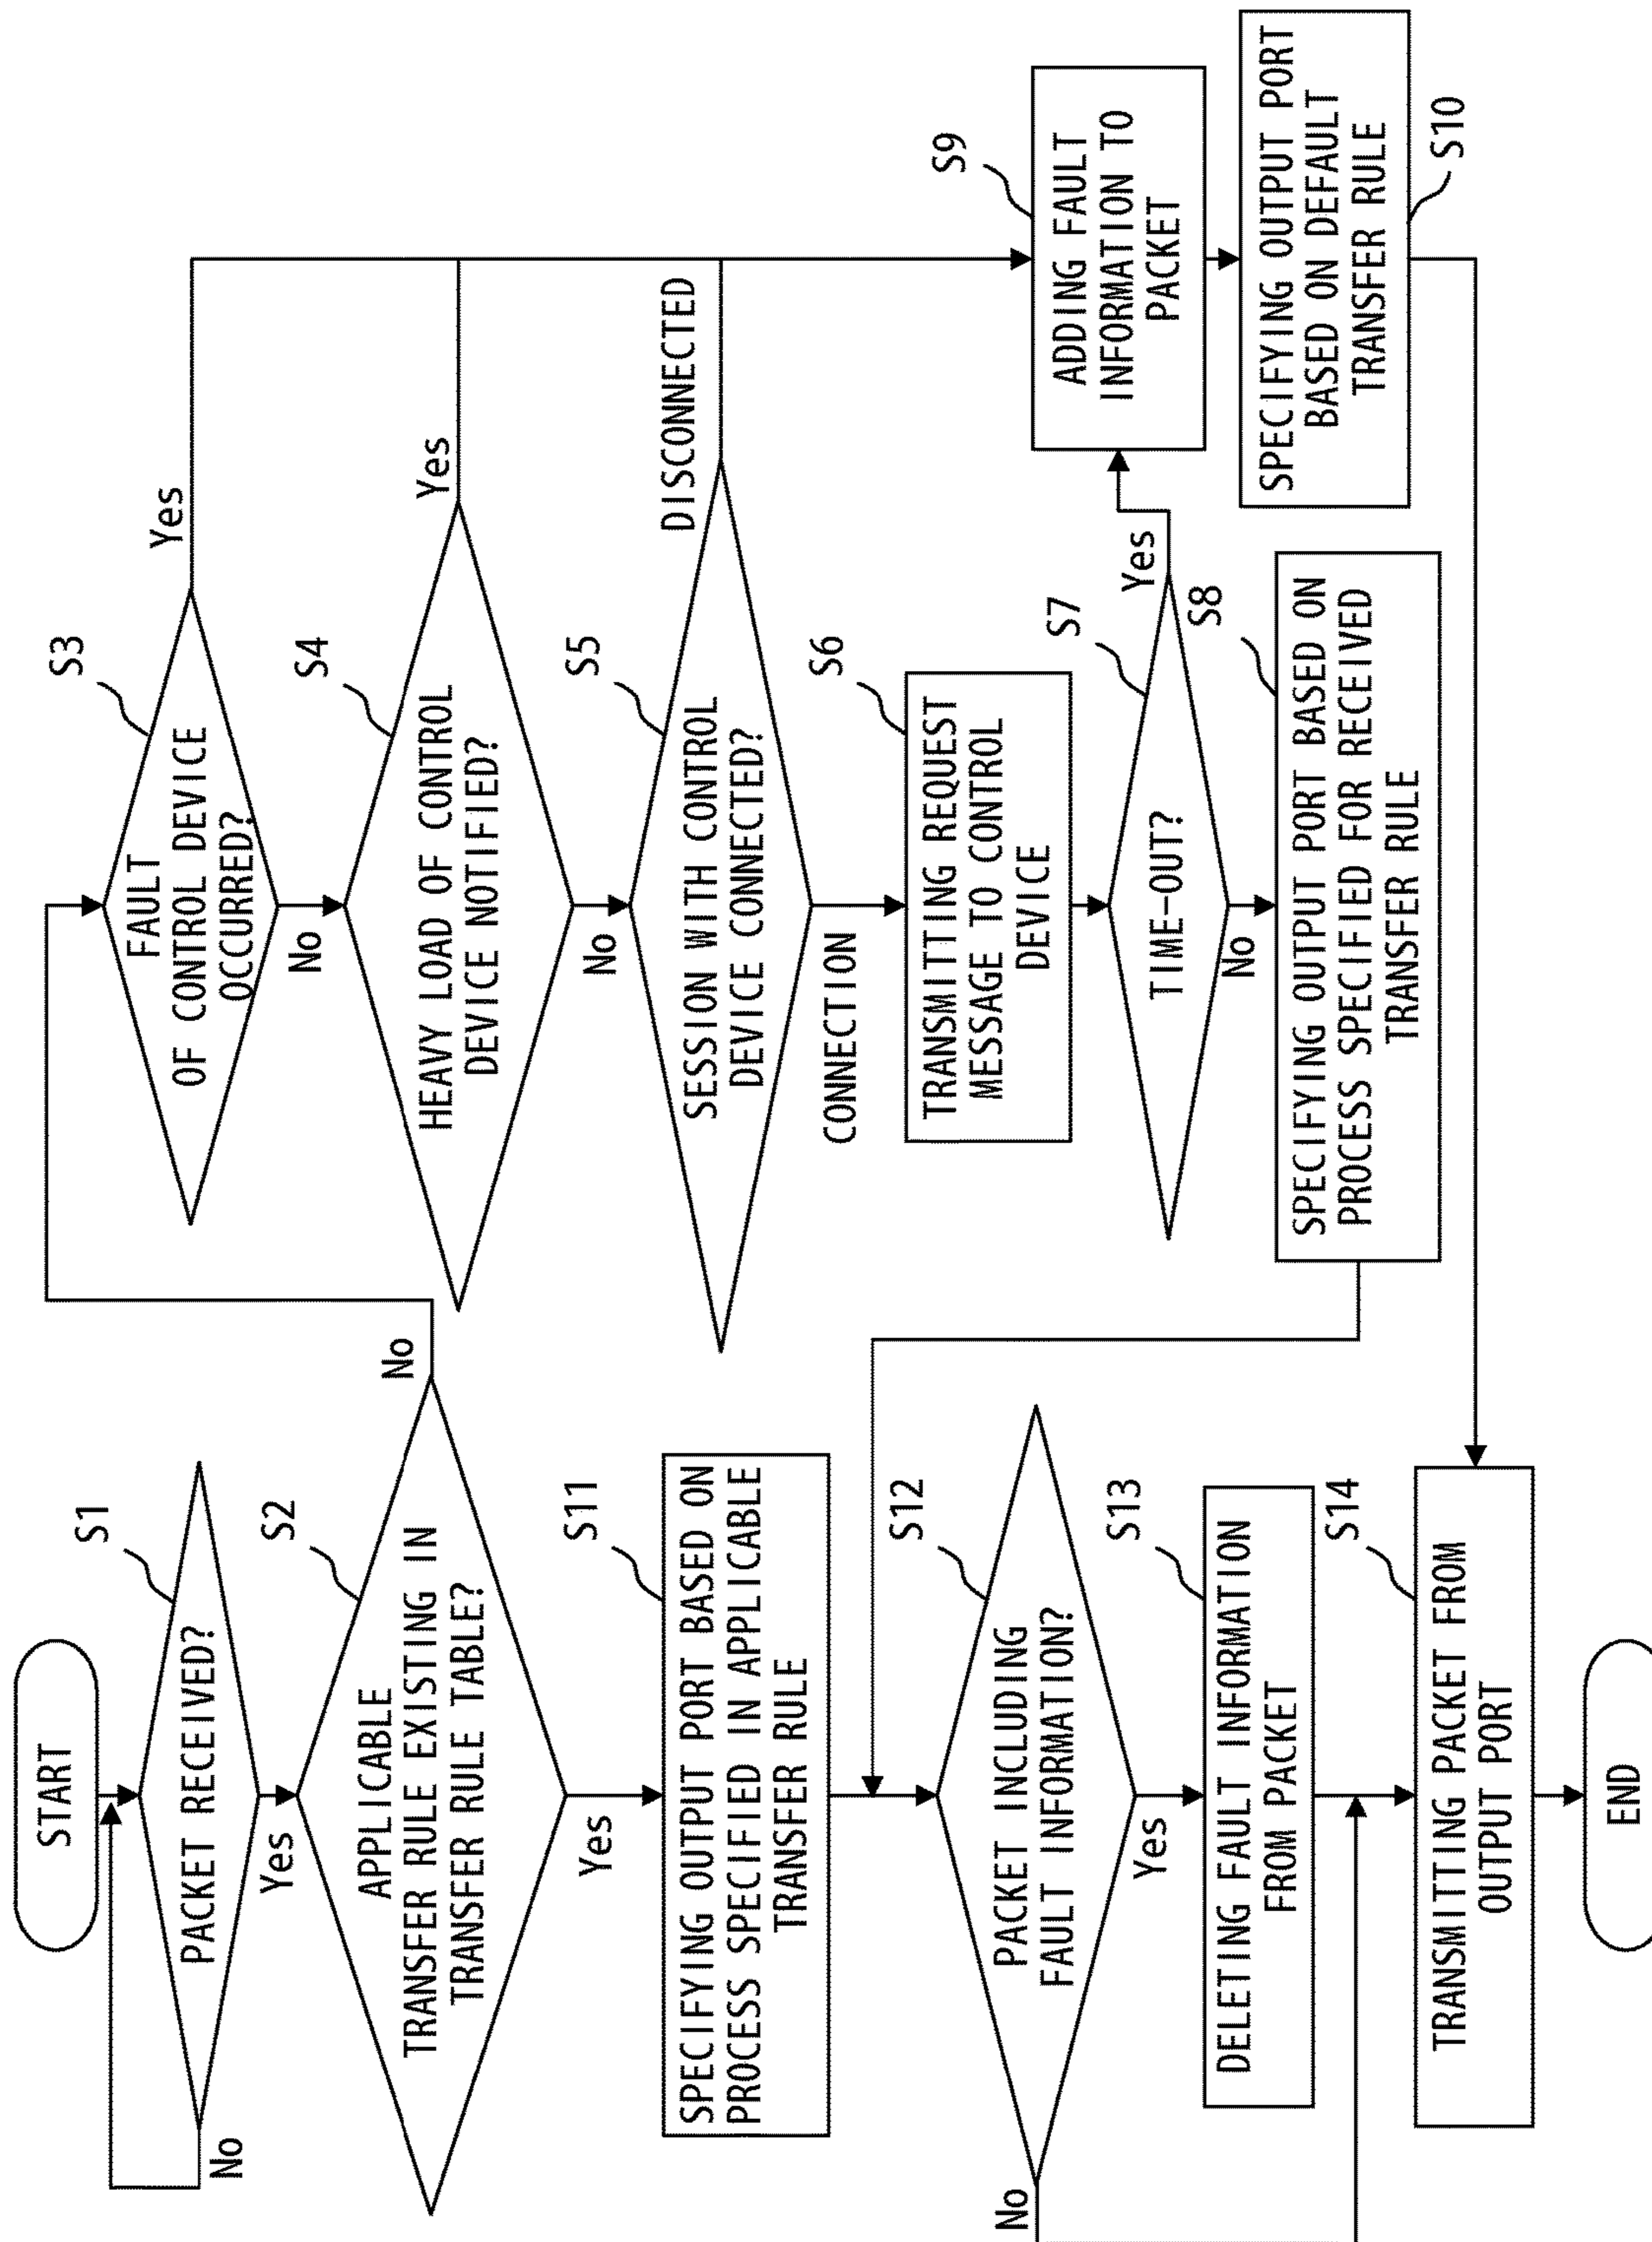 START
S1
PACKET RECEIVED?
No
Yes
S2
APPLICABLE
TRANSFER RULE EXISTING IN
TRANSFER RULE TABLE?
No
Yes
S11
SPECIFYING OUTPUT PORT BASED ON
PROCESS SPECIFIED IN APPLICABLE
TRANSFER RULE
S12
PACKET INCLUDING
FAULT INFORMATION?
No
Yes
S13
DELETING FAULT INFORMATION
FROM PACKET
S14
TRANSMITTING PACKET FROM
OUTPUT PORT
END
S3
FAULT
OF CONTROL DEVICE
OCCURRED?
Yes
No
S4
HEAVY LOAD OF CONTROL
DEVICE NOTIFIED?
Yes
No
S5
SESSION WITH CONTROL
DEVICE CONNECTED?
DISCONNECTED
CONNECTION
S6
TRANSMITTING REQUEST
MESSAGE TO CONTROL
DEVICE
S7
TIME-OUT?
Yes
No
S8
SPECIFYING OUTPUT PORT BASED ON
PROCESS SPECIFIED FOR RECEIVED
TRANSFER RULE
S9
ADDING FAULT
INFORMATION TO
PACKET
SPECIFYING OUTPUT PORT
BASED ON DEFAULT
TRANSFER RULE
S10